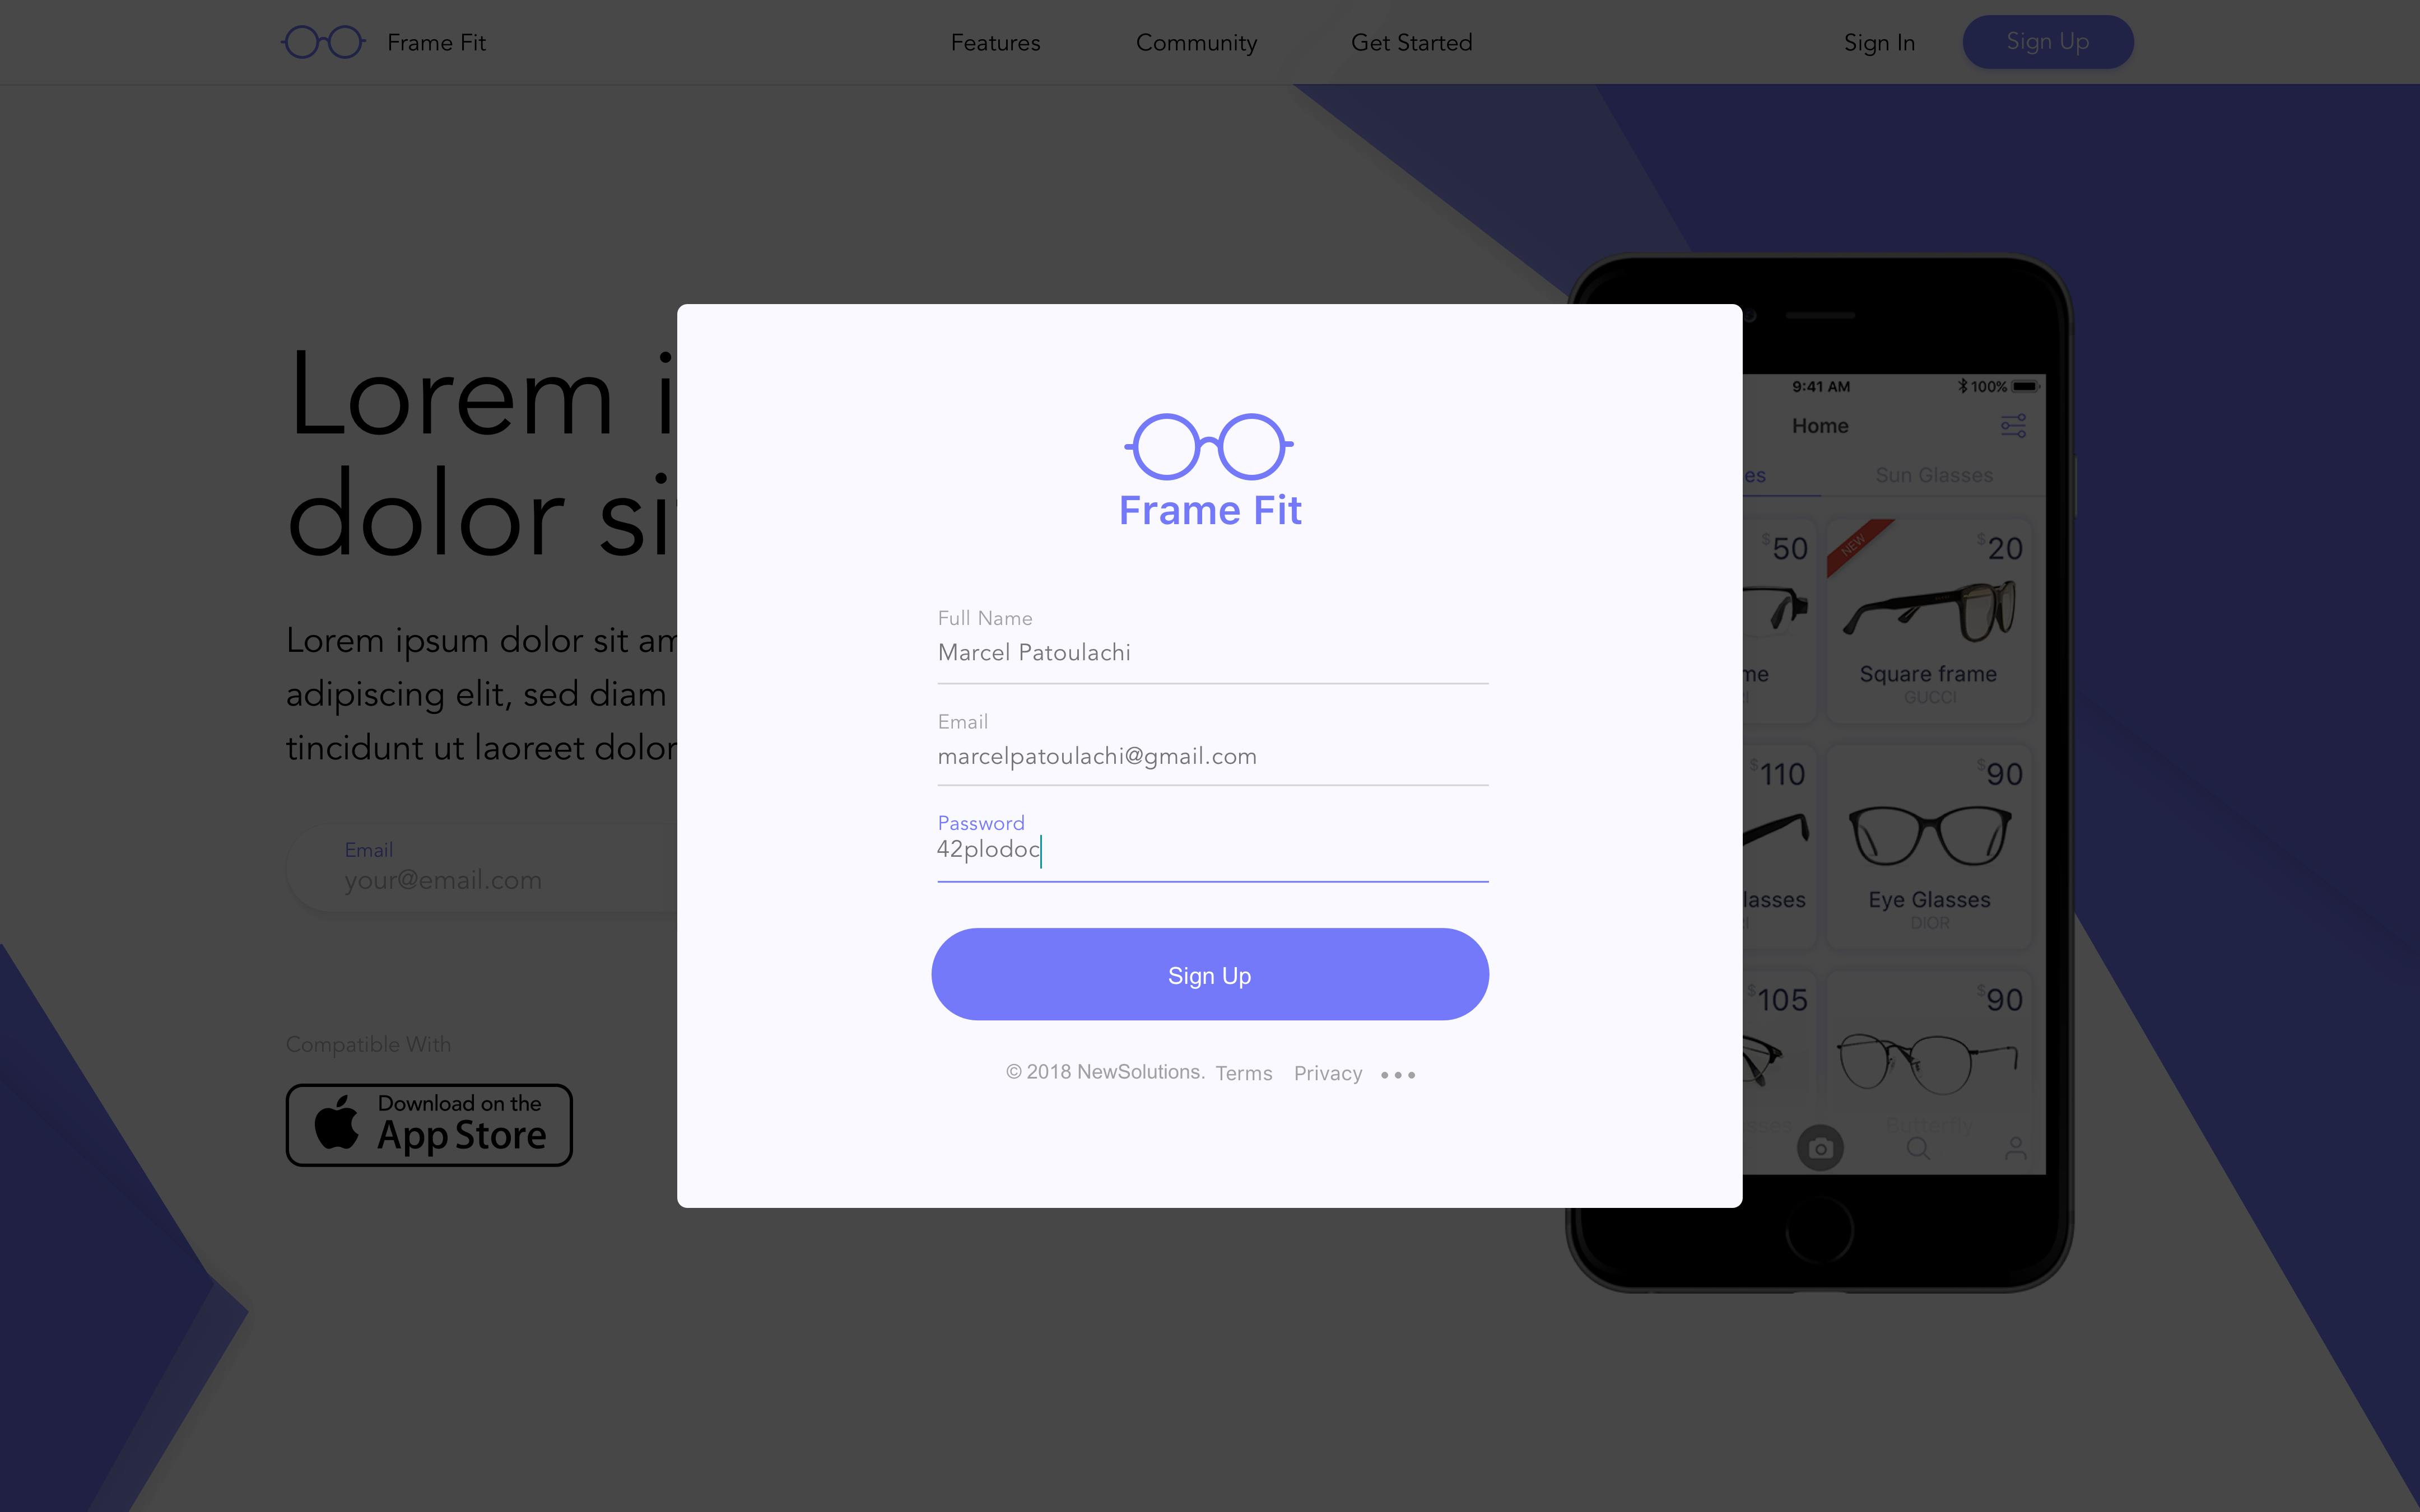 Frame Fit
Features
Community
Get Started
Sign In
Sign Up
Lorem i
dolor si
Lorem ipsum dolor sit am
adipiscing elit, sed diam
tincidunt ut laoreet dolor
Email
your@email.com
Compatible With
Download on the
App Store
Frame Fit
Full Name
Marcel Patoulachi
Email
marcelpatoulachi@gmail.com
Password
42plodoc
Sign Up
© 2018 NewSolutions. Terms Privacy
9:41 AM
100%
Home
es
Sun Glasses
$50
NEW
$20
me
Square frame
GUCCI
$110
$90
lasses
Eye Glasses
DIOR
$105
$90
sses
Butterfly